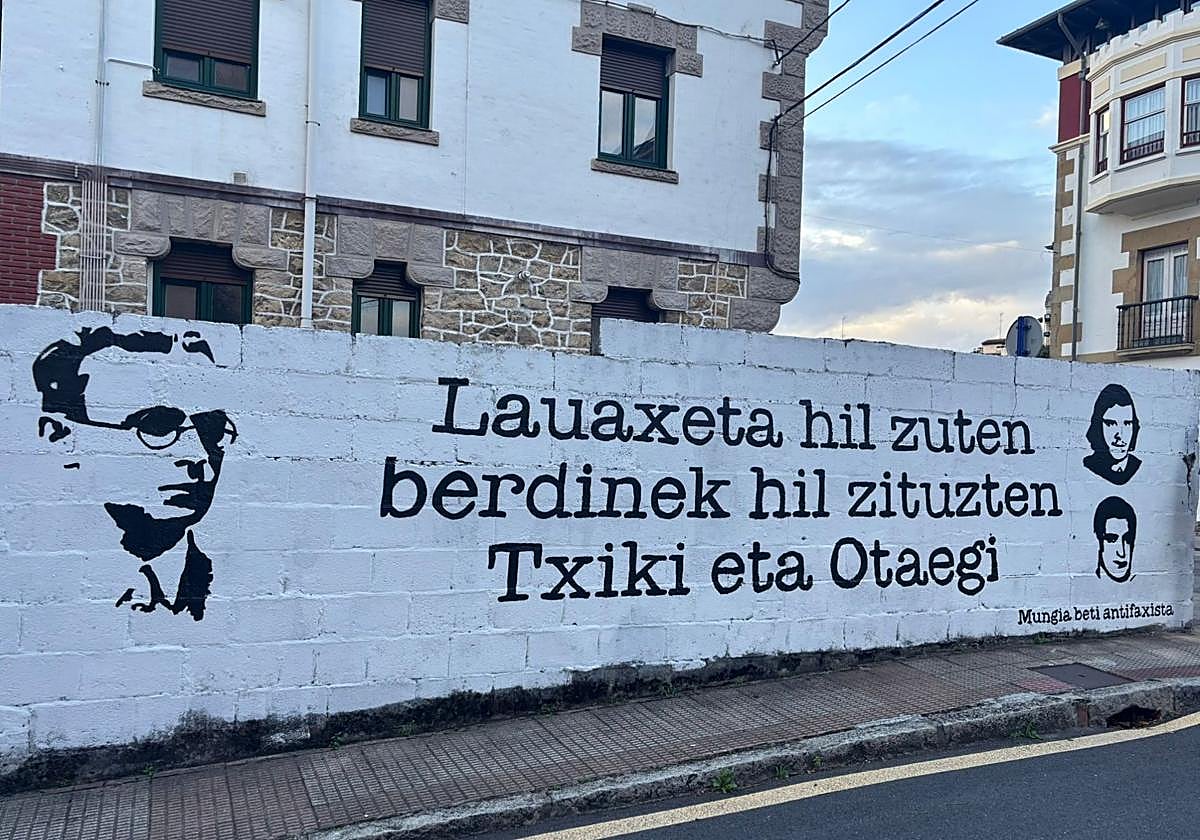 Lauaxeta hil zuten
berdinek hil zituzten
Txiki eta Otaegi
Mungia beti antifaxista